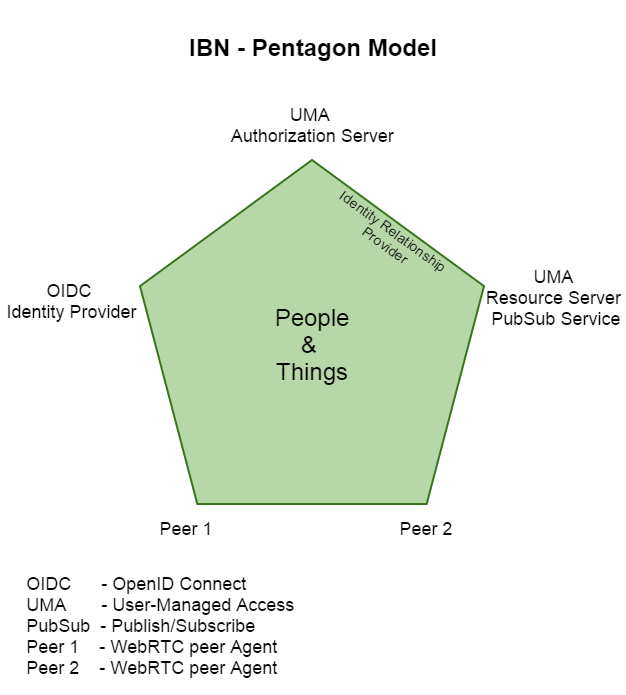 IBN - Pentagon Model
UMA
Authorization Server
Identity Relationship
Provider
OIDC
Identity Provider
UMA
Resource Server
PubSub Service
People
&
Things
Peer 1
Peer 2
OIDC - OpenID Connect
UMA - User-Managed Access
PubSub - Publish/Subscribe
Peer 1 - WebRTC peer Agent
Peer 2 - WebRTC peer Agent